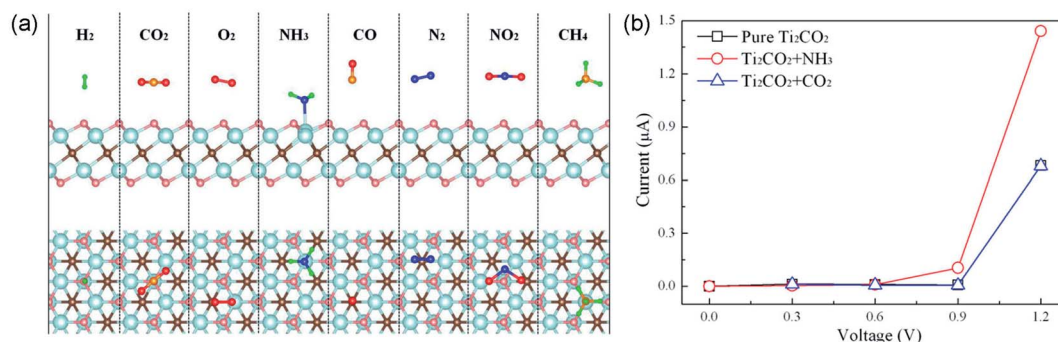 (a)
H₂ CO₂ O₂ NH₃ CO N₂ NO₂ CH₄
(b)
Pure Ti₂CO₂
Ti₂CO₂+NH₃
Ti₂CO₂+CO₂
Current (μA)
1.5
1.2
0.9
0.6
0.3
0.0
0.0 0.3 0.6 0.9 1.2
Voltage (V)